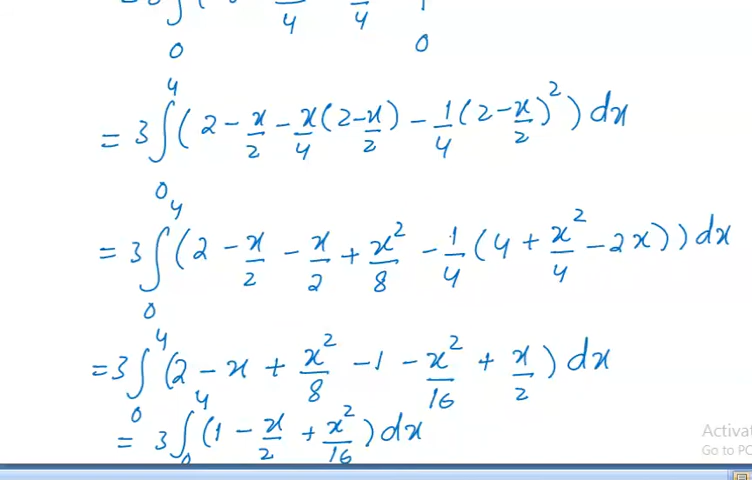 = 3∫₀⁴ (2 - x/2 - x/4(2 - x/2) - 1/4(2 - x/2)²) dx
= 3∫₀⁴ (2 - x/2 - x/2 + x²/8 - 1/4(4 + x²/4 - 2x)) dx
= 3∫₀⁴ (2 - x + x²/8 - 1 - x²/16 + x/2) dx
= 3∫₀⁴ (1 - x/2 + x²/16) dx
Go to PC